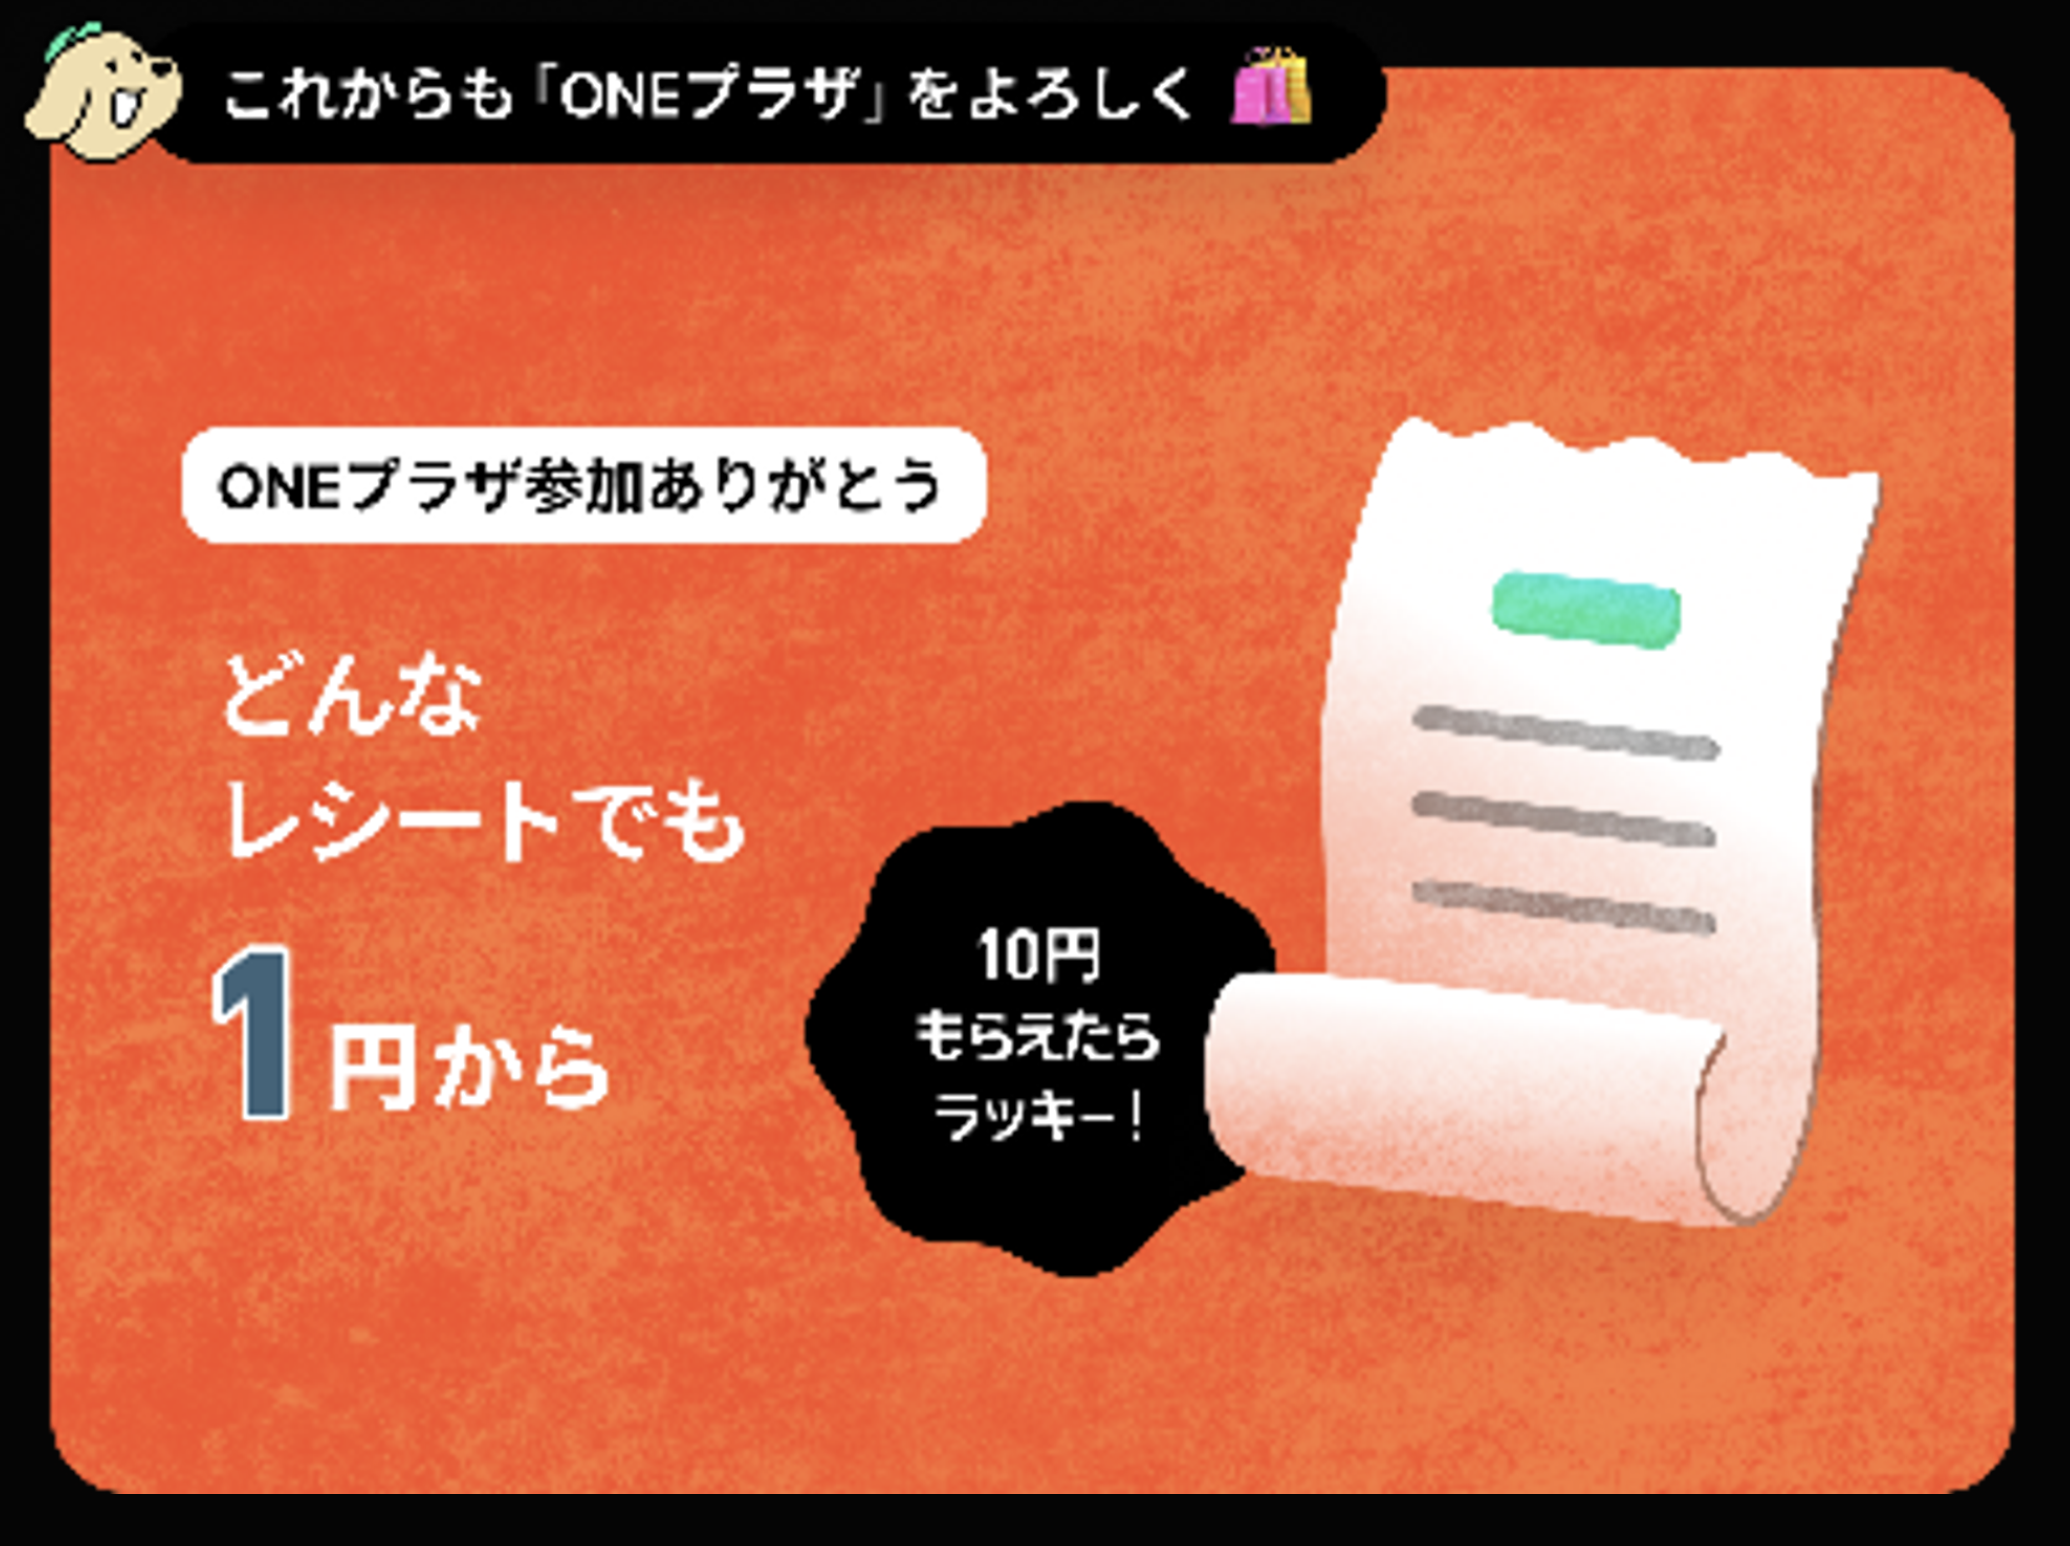 これからも「ONEプラザ」をよろしく
ONEプラザ参加ありがとう
どんな
レシートでも
1円から
10円
もらえたら
ラッキー!